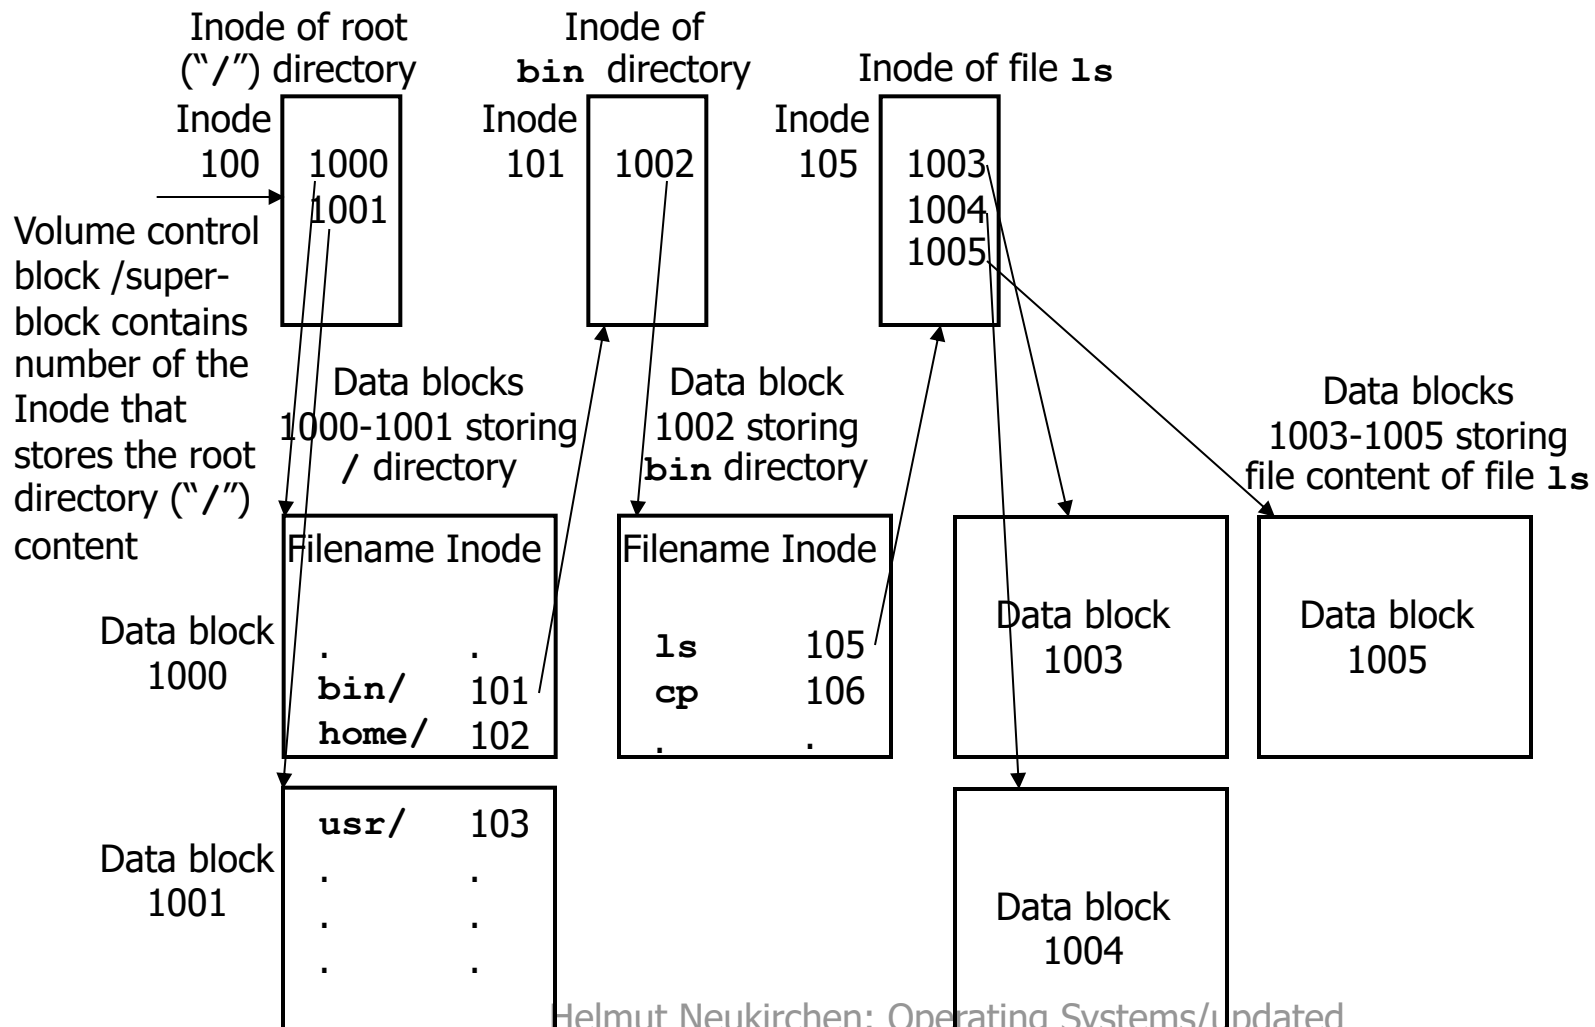 Inode of root
(“/”) directory
Inode of
bin directory
Inode of file ls
Inode
100
1000
1001
Inode
101
1002
Inode
105
1003
1004
1005
Volume control
block /super-
block contains
number of the
Inode that
stores the root
directory (“/”)
content
Data blocks
1000-1001 storing
/ directory
Data block
1002 storing
bin directory
Data blocks
1003-1005 storing
file content of file ls
Data block
1000
Filename Inode
. .
bin/ 101
home/ 102
Filename Inode
ls 105
cp 106
. .
Data block
1003
Data block
1005
Data block
1001
usr/ 103
. .
. .
. .
Data block
1004
Helmut Neukirchen: Operating Systems/updated